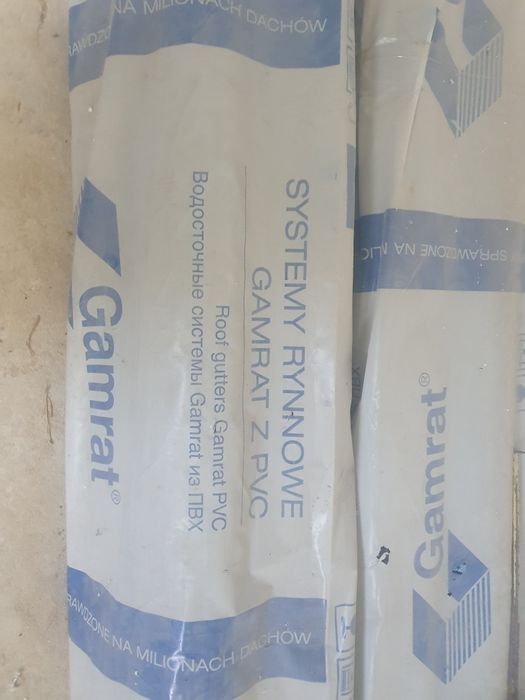 NA MILIONACH DACHÓW
SYSTEMY RYNNOWE
GAMRAT Z PVC
Roof gutters Gamrat PVC
Водосточные системы Gamrat из ПВХ
Gamrat®
NA MILIONACH DACHÓW
SPRAWDZONE NA
Gamrat®